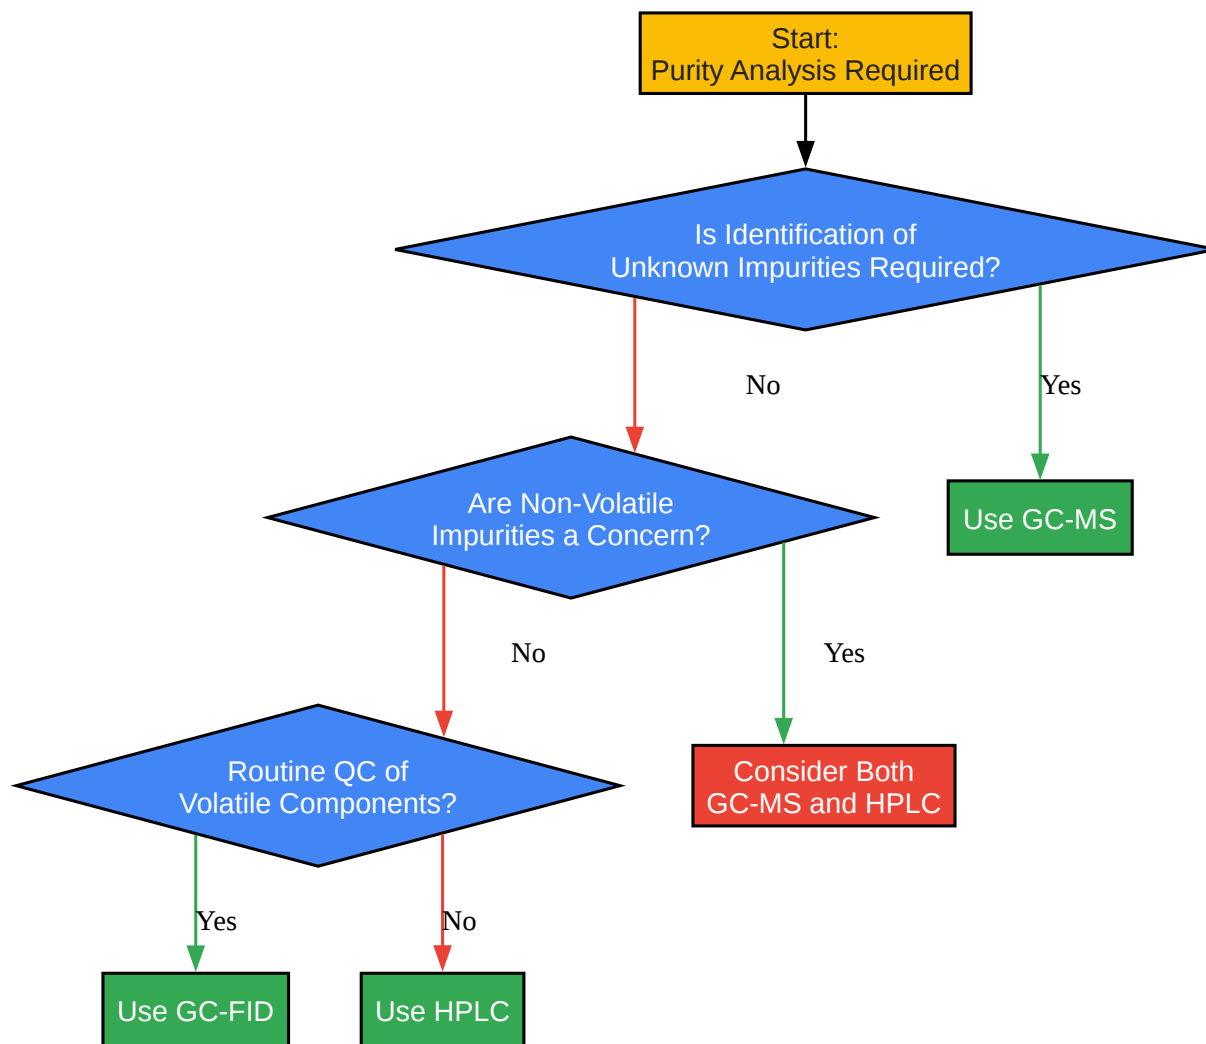 Start:
Purity Analysis Required
Is Identification of
Unknown Impurities Required?
No
Yes
Are Non-Volatile
Impurities a Concern?
Use GC-MS
No
Yes
Routine QC of
Volatile Components?
Consider Both
GC-MS and HPLC
Yes
No
Use GC-FID
Use HPLC